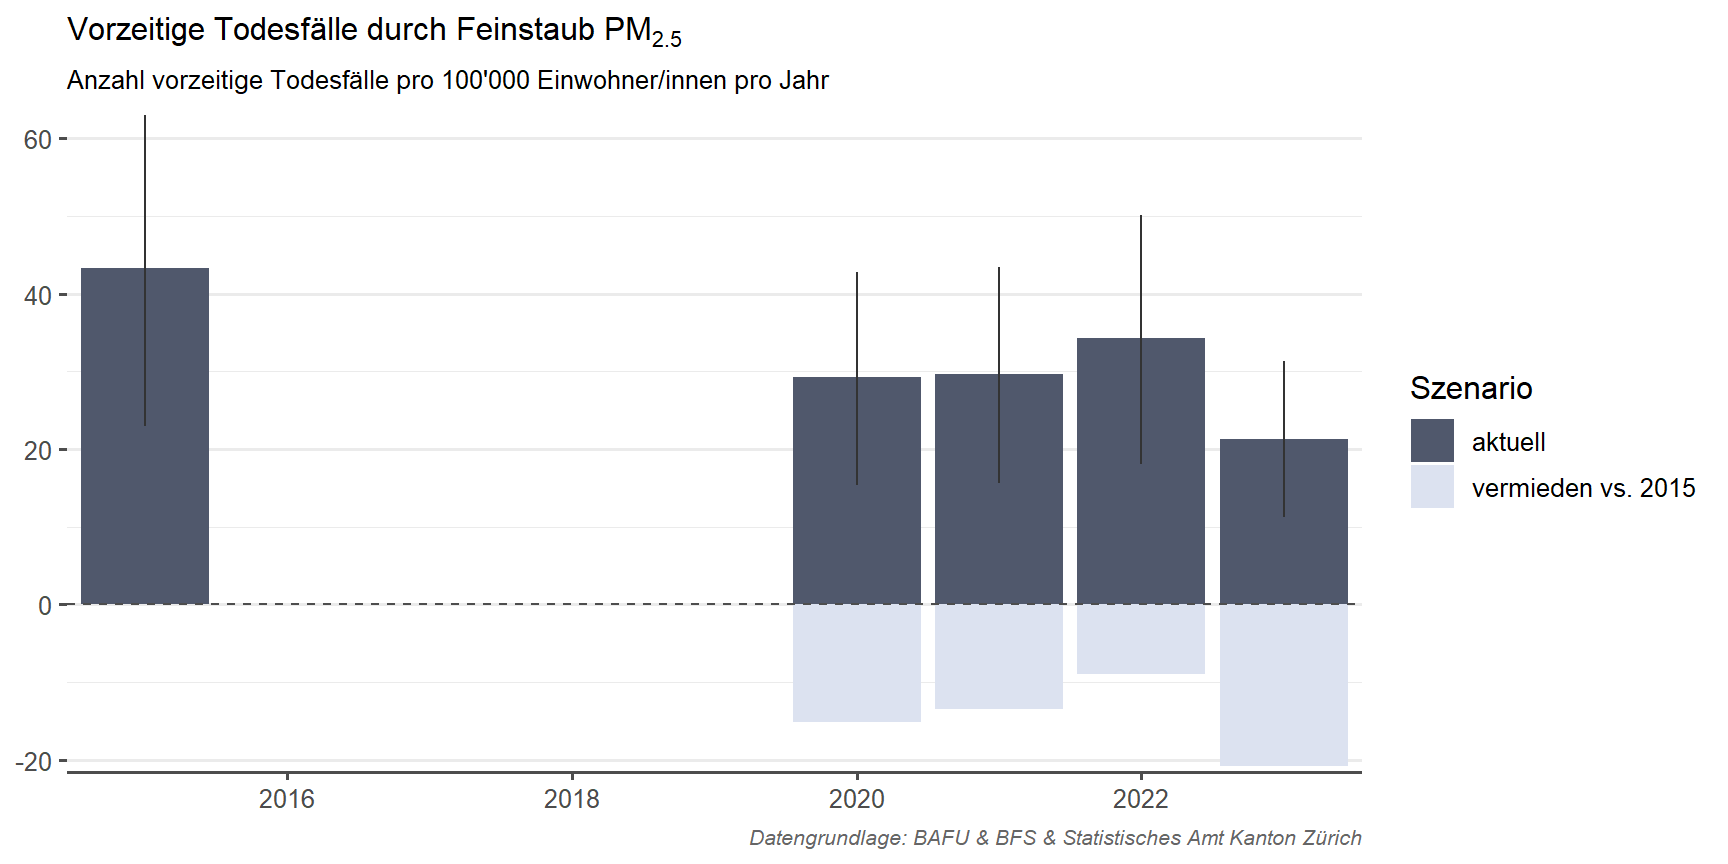 Vorzeitige Todesfälle durch Feinstaub PM2.5
Anzahl vorzeitige Todesfälle pro 100'000 Einwohner/innen pro Jahr
60
40
20
0
-20
2016
2018
2020
2022
Szenario
aktuell
vermieden vs. 2015
Datengrundlage: BAFU & BFS & Statistisches Amt Kanton Zürich